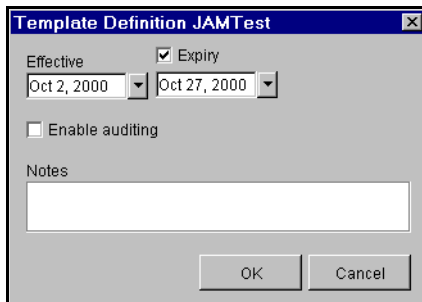 Template Definition JAMTest
Effective
Expiry
Oct 2, 2000
Oct 27, 2000
Enable auditing
Notes
OK
Cancel